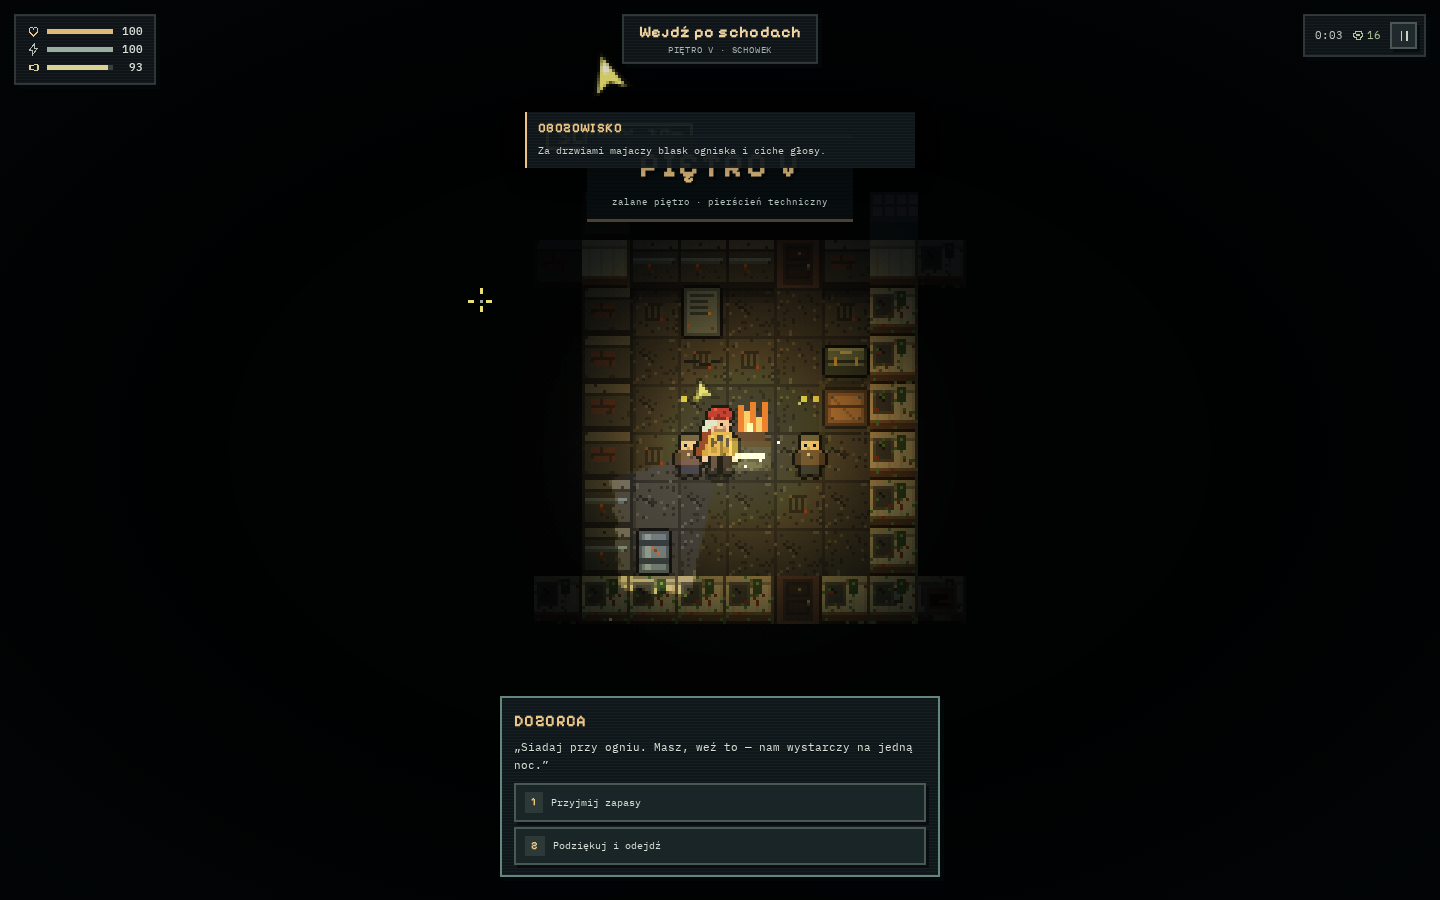 100
100
93
Wejdź po schodach
PIĘTRO V · SCHOWEK
0:03 16
OBOZOWISKO
Za drzwiami majaczy blask ogniska i ciche głosy.
PIĘTRO V
zalane piętro · pierścień techniczny
DOZORCA
„Siadaj przy ogniu. Masz, weź to — nam wystarczy na jedną
noc.”
1 Przyjmij zapasy
2 Podziękuj i odejdź